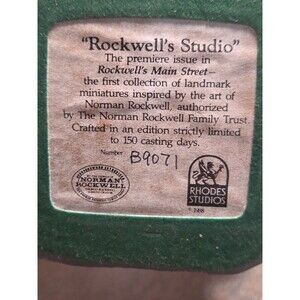 "Rockwell's Studio"
The premiere issue in
Rockwell's Main Street—
the first collection of landmark
miniatures inspired by the art of
Norman Rockwell, authorized
by The Norman Rockwell Family Trust.
Crafted in an edition strictly limited
to 150 casting days.
Number B9071
NORMAN
ROCKWELL
RHODES
STUDIOS
©1988